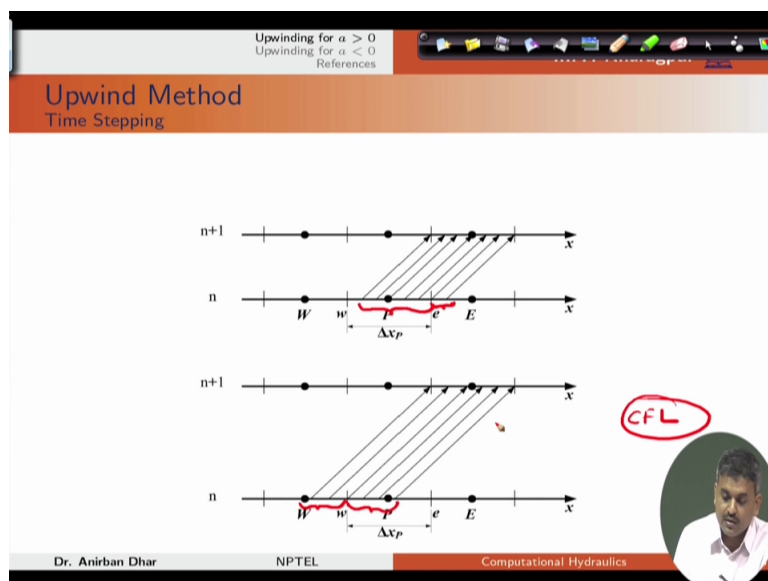 Upwinding for a > 0
Upwinding for a < 0
References
Upwind Method
Time Stepping
n+1
x
n
W w P e E x
Δx_P
n+1
x
CFL
n
W w P e E x
Δx_P
Dr. Anirban Dhar NPTEL Computational Hydraulics